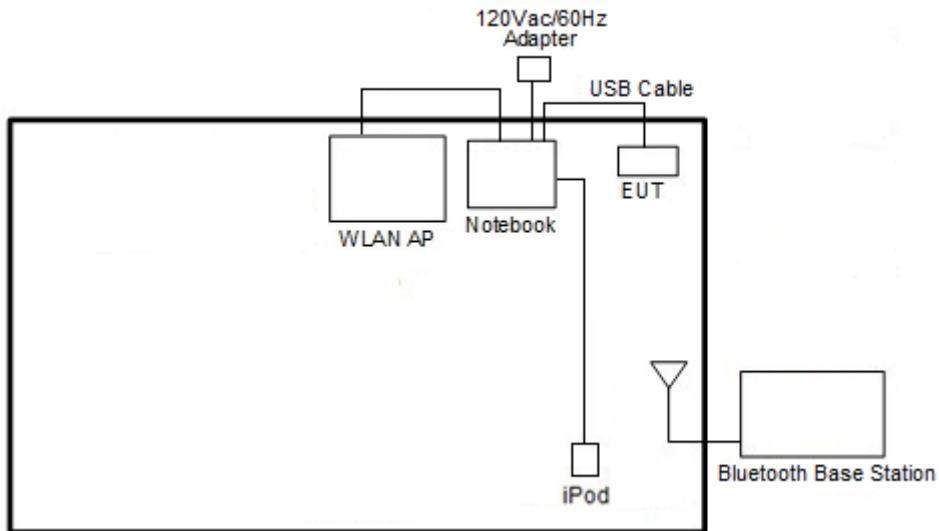 120Vac/60Hz
Adapter
USB Cable
EUT
Notebook
WLAN AP
Bluetooth Base Station
iPod